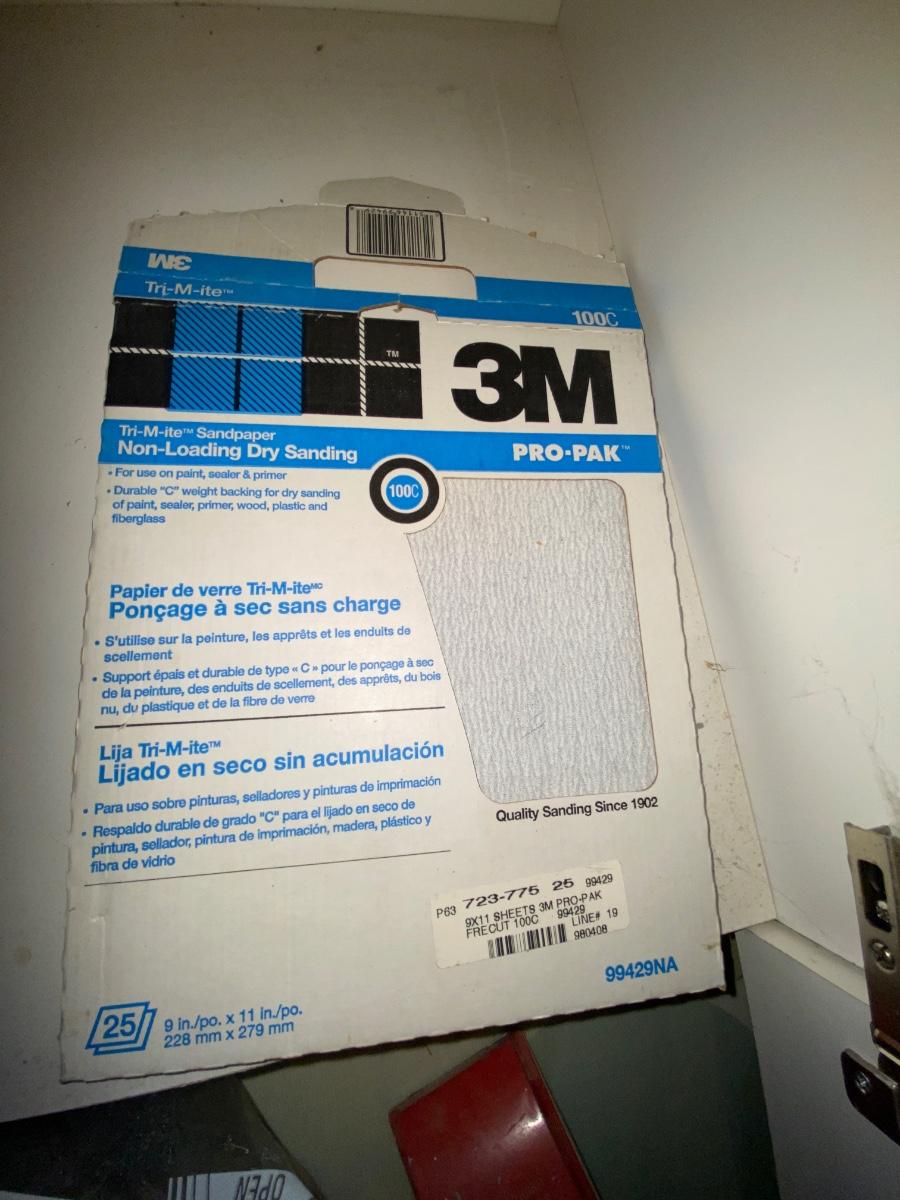 3M
Tri-M-ite™
100C
TM
3M
Tri-M-ite™ Sandpaper
Non-Loading Dry Sanding
PRO•PAK™
• For use on paint, sealer & primer
• Durable "C" weight backing for dry sanding
of paint, sealer, primer, wood, plastic and
fiberglass
100C
Papier de verre Tri-M-iteMC
Ponçage à sec sans charge
• S'utilise sur la peinture, les apprêts et les enduits de
scellement
• Support épais et durable de type « C » pour le ponçage à sec
de la peinture, des enduits de scellement, des apprêts, du bois
nu, du plastique et de la fibre de verre
Lija Tri-M-ite™
Lijado en seco sin acumulación
• Para uso sobre pinturas, selladores y pinturas de imprimación
• Respaldo durable de grado "C" para el lijado en seco de
pintura, sellador, pintura de imprimación, madera, plástico y
fibra de vidrio
Quality Sanding Since 1902
P63 723-775 25 99429
9X11 SHEETS 3M PRO-PAK
FRECUT 100C 99429
LINE# 19
980408
99429NA
25
9 in./po. x 11 in./po.
228 mm x 279 mm
OPEN